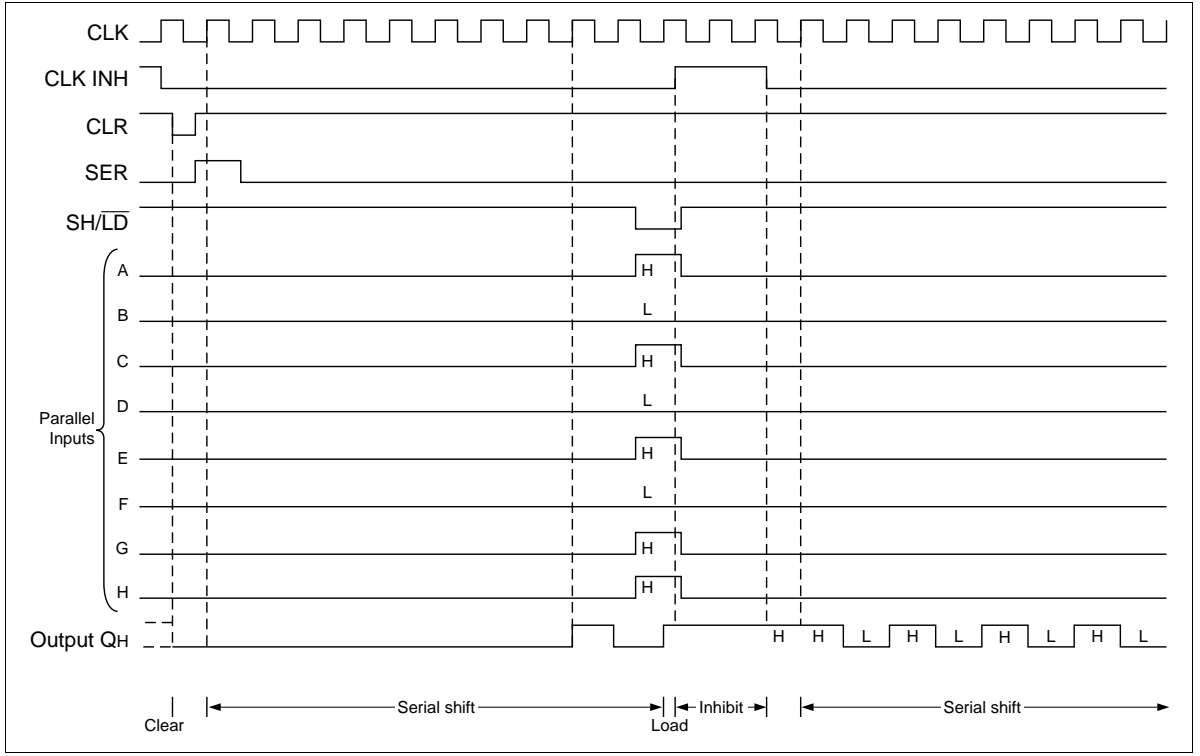 CLK
CLK INH
CLR
SER
SH/LD
A H
B L
C H
D L
Parallel
Inputs
E H
F L
G H
H H
Output QH H H L H L H L H L
Clear
Serial shift
Load
Inhibit
Serial shift